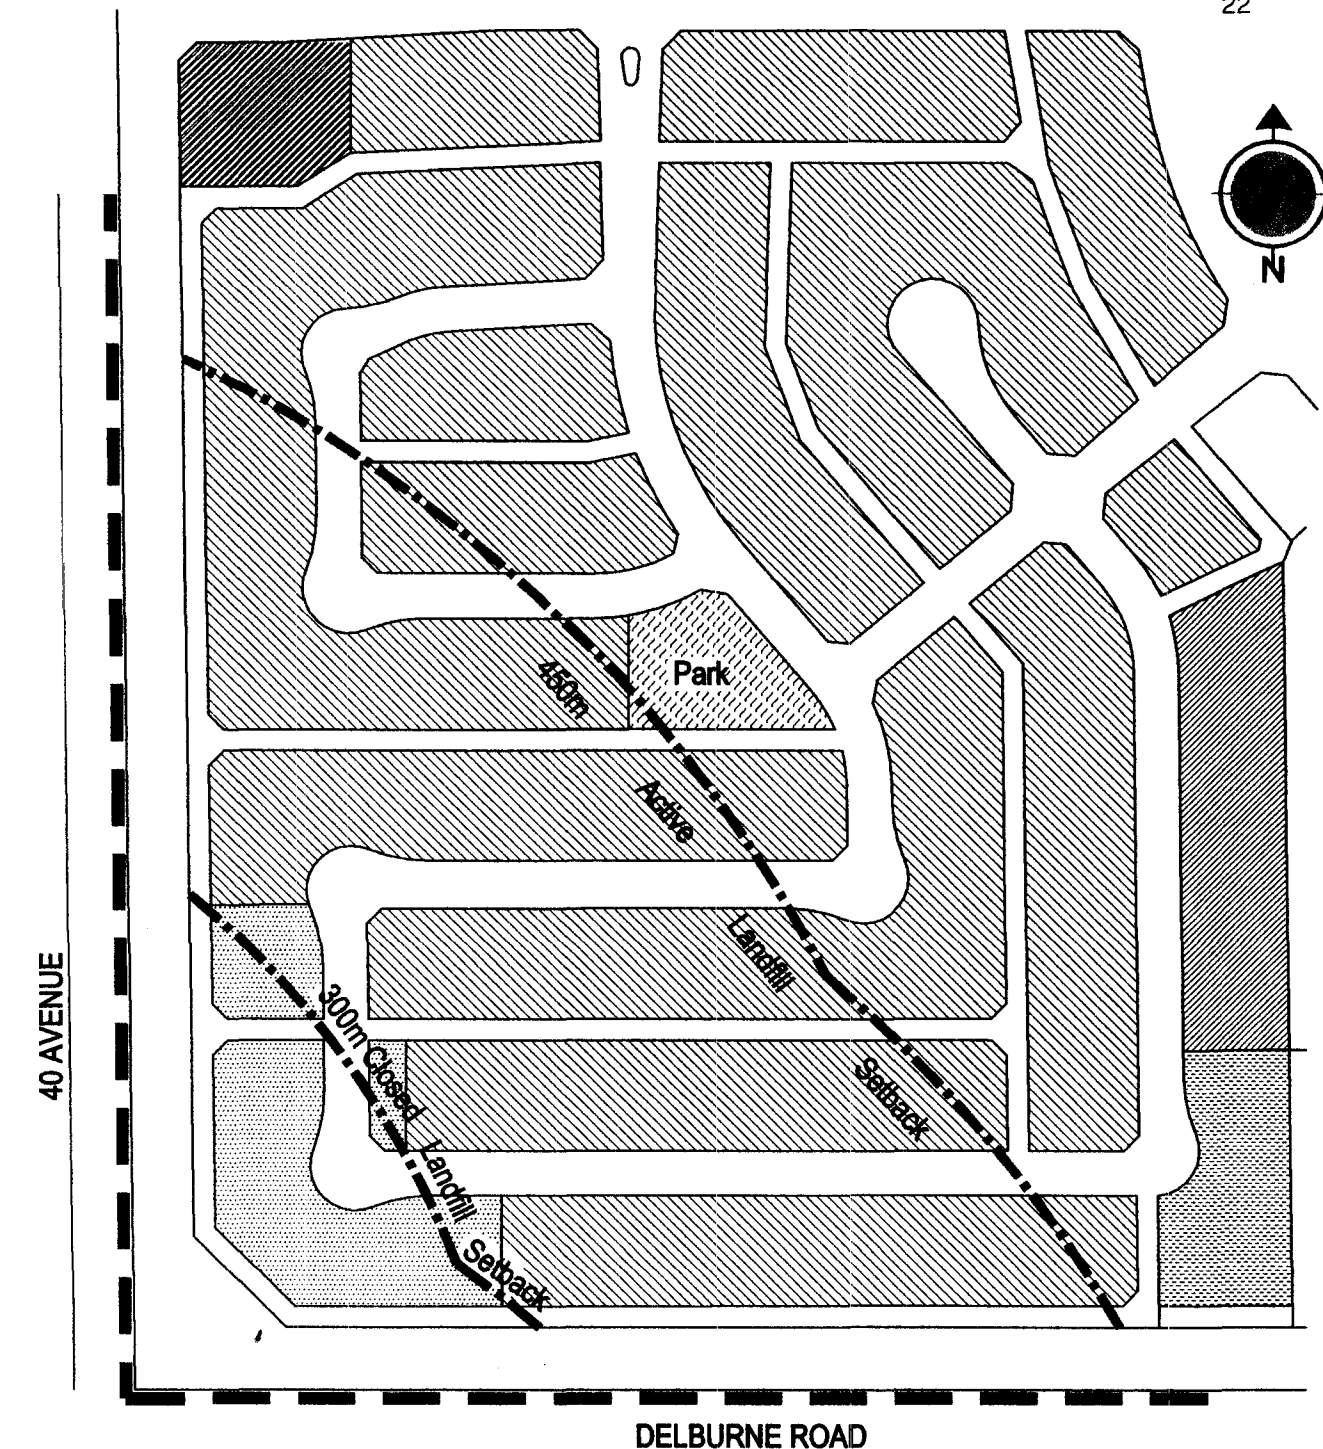 22
N
Park
450m
Active
Landfill
Setback
300m Closed
Landfill
Setback
40 AVENUE
DELBURNE ROAD